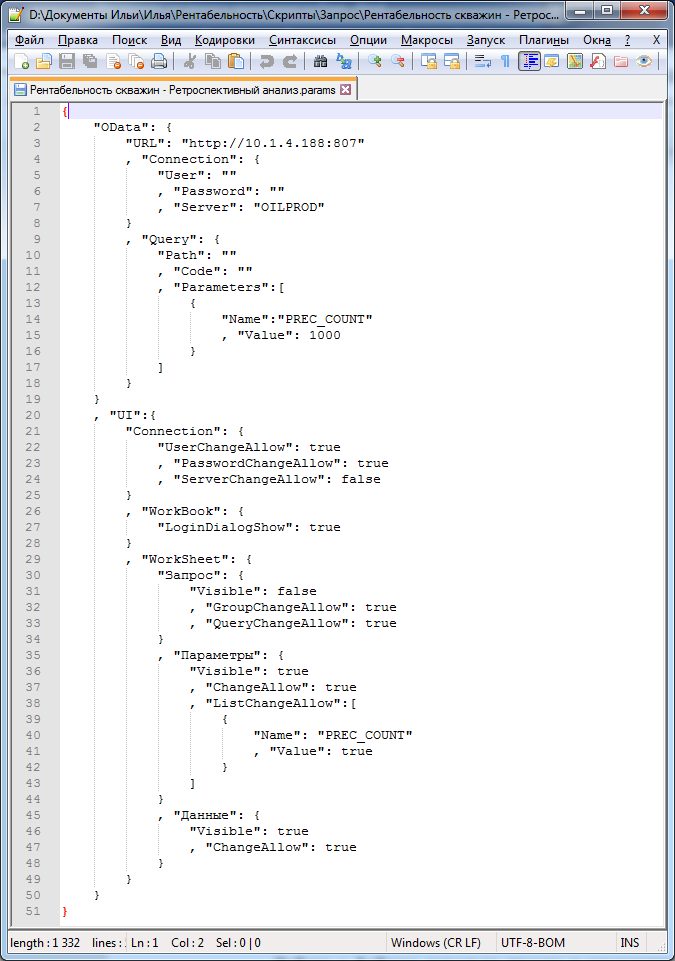 D:\Документы Ильи\Илья\Рентабельность\Скрипты\Запрос\Рентабельность скважин - Ретрос...
Файл Правка Поиск Вид Кодировки Синтаксисы Опции Макросы Запуск Плагины Окна ? X
Рентабельность скважин - Ретроспективный анализ.params
1 {
2 "OData": {
3 "URL": "http://10.1.4.188:807"
4 , "Connection": {
5 "User": ""
6 , "Password": ""
7 , "Server": "OILPROD"
8 }
9 , "Query": {
10 "Path": ""
11 , "Code": ""
12 , "Parameters":[
13 {
14 "Name":"PREC_COUNT"
15 , "Value": 1000
16 }
17 ]
18 }
19 }
20 , "UI":{
21 "Connection": {
22 "UserChangeAllow": true
23 , "PasswordChangeAllow": true
24 , "ServerChangeAllow": false
25 }
26 , "WorkBook": {
27 "LoginDialogShow": true
28 }
29 , "WorkSheet": {
30 "Запрос": {
31 "Visible": false
32 , "GroupChangeAllow": true
33 , "QueryChangeAllow": true
34 }
35 , "Параметры": {
36 "Visible": true
37 , "ChangeAllow": true
38 , "ListChangeAllow":[
39 {
40 "Name": "PREC_COUNT"
41 , "Value": true
42 }
43 ]
44 }
45 , "Данные": {
46 "Visible": true
47 , "ChangeAllow": true
48 }
49 }
50 }
51 }
length : 1 332 lines : Ln : 1 Col : 2 Sel : 0 | 0 Windows (CR LF) UTF-8-BOM INS